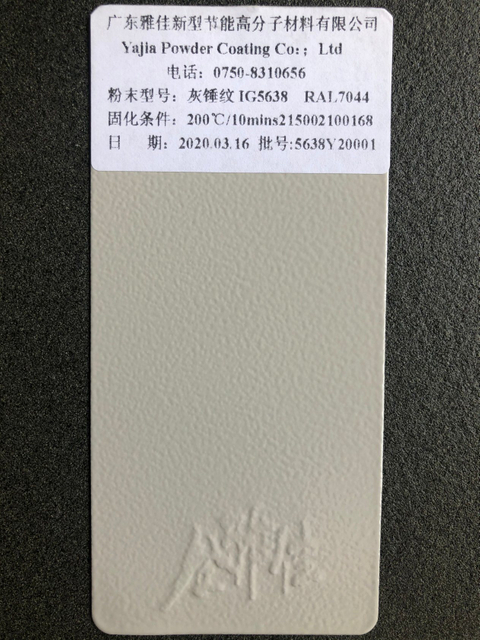 广东雅佳新型节能高分子材料有限公司
Yajia Powder Coating Co:; Ltd
电话：0750-8310656
粉末型号：灰锤纹 IG5638 RAL7044
固化条件：200℃/10mins215002100168
日 期：2020.03.16 批号:5638Y20001